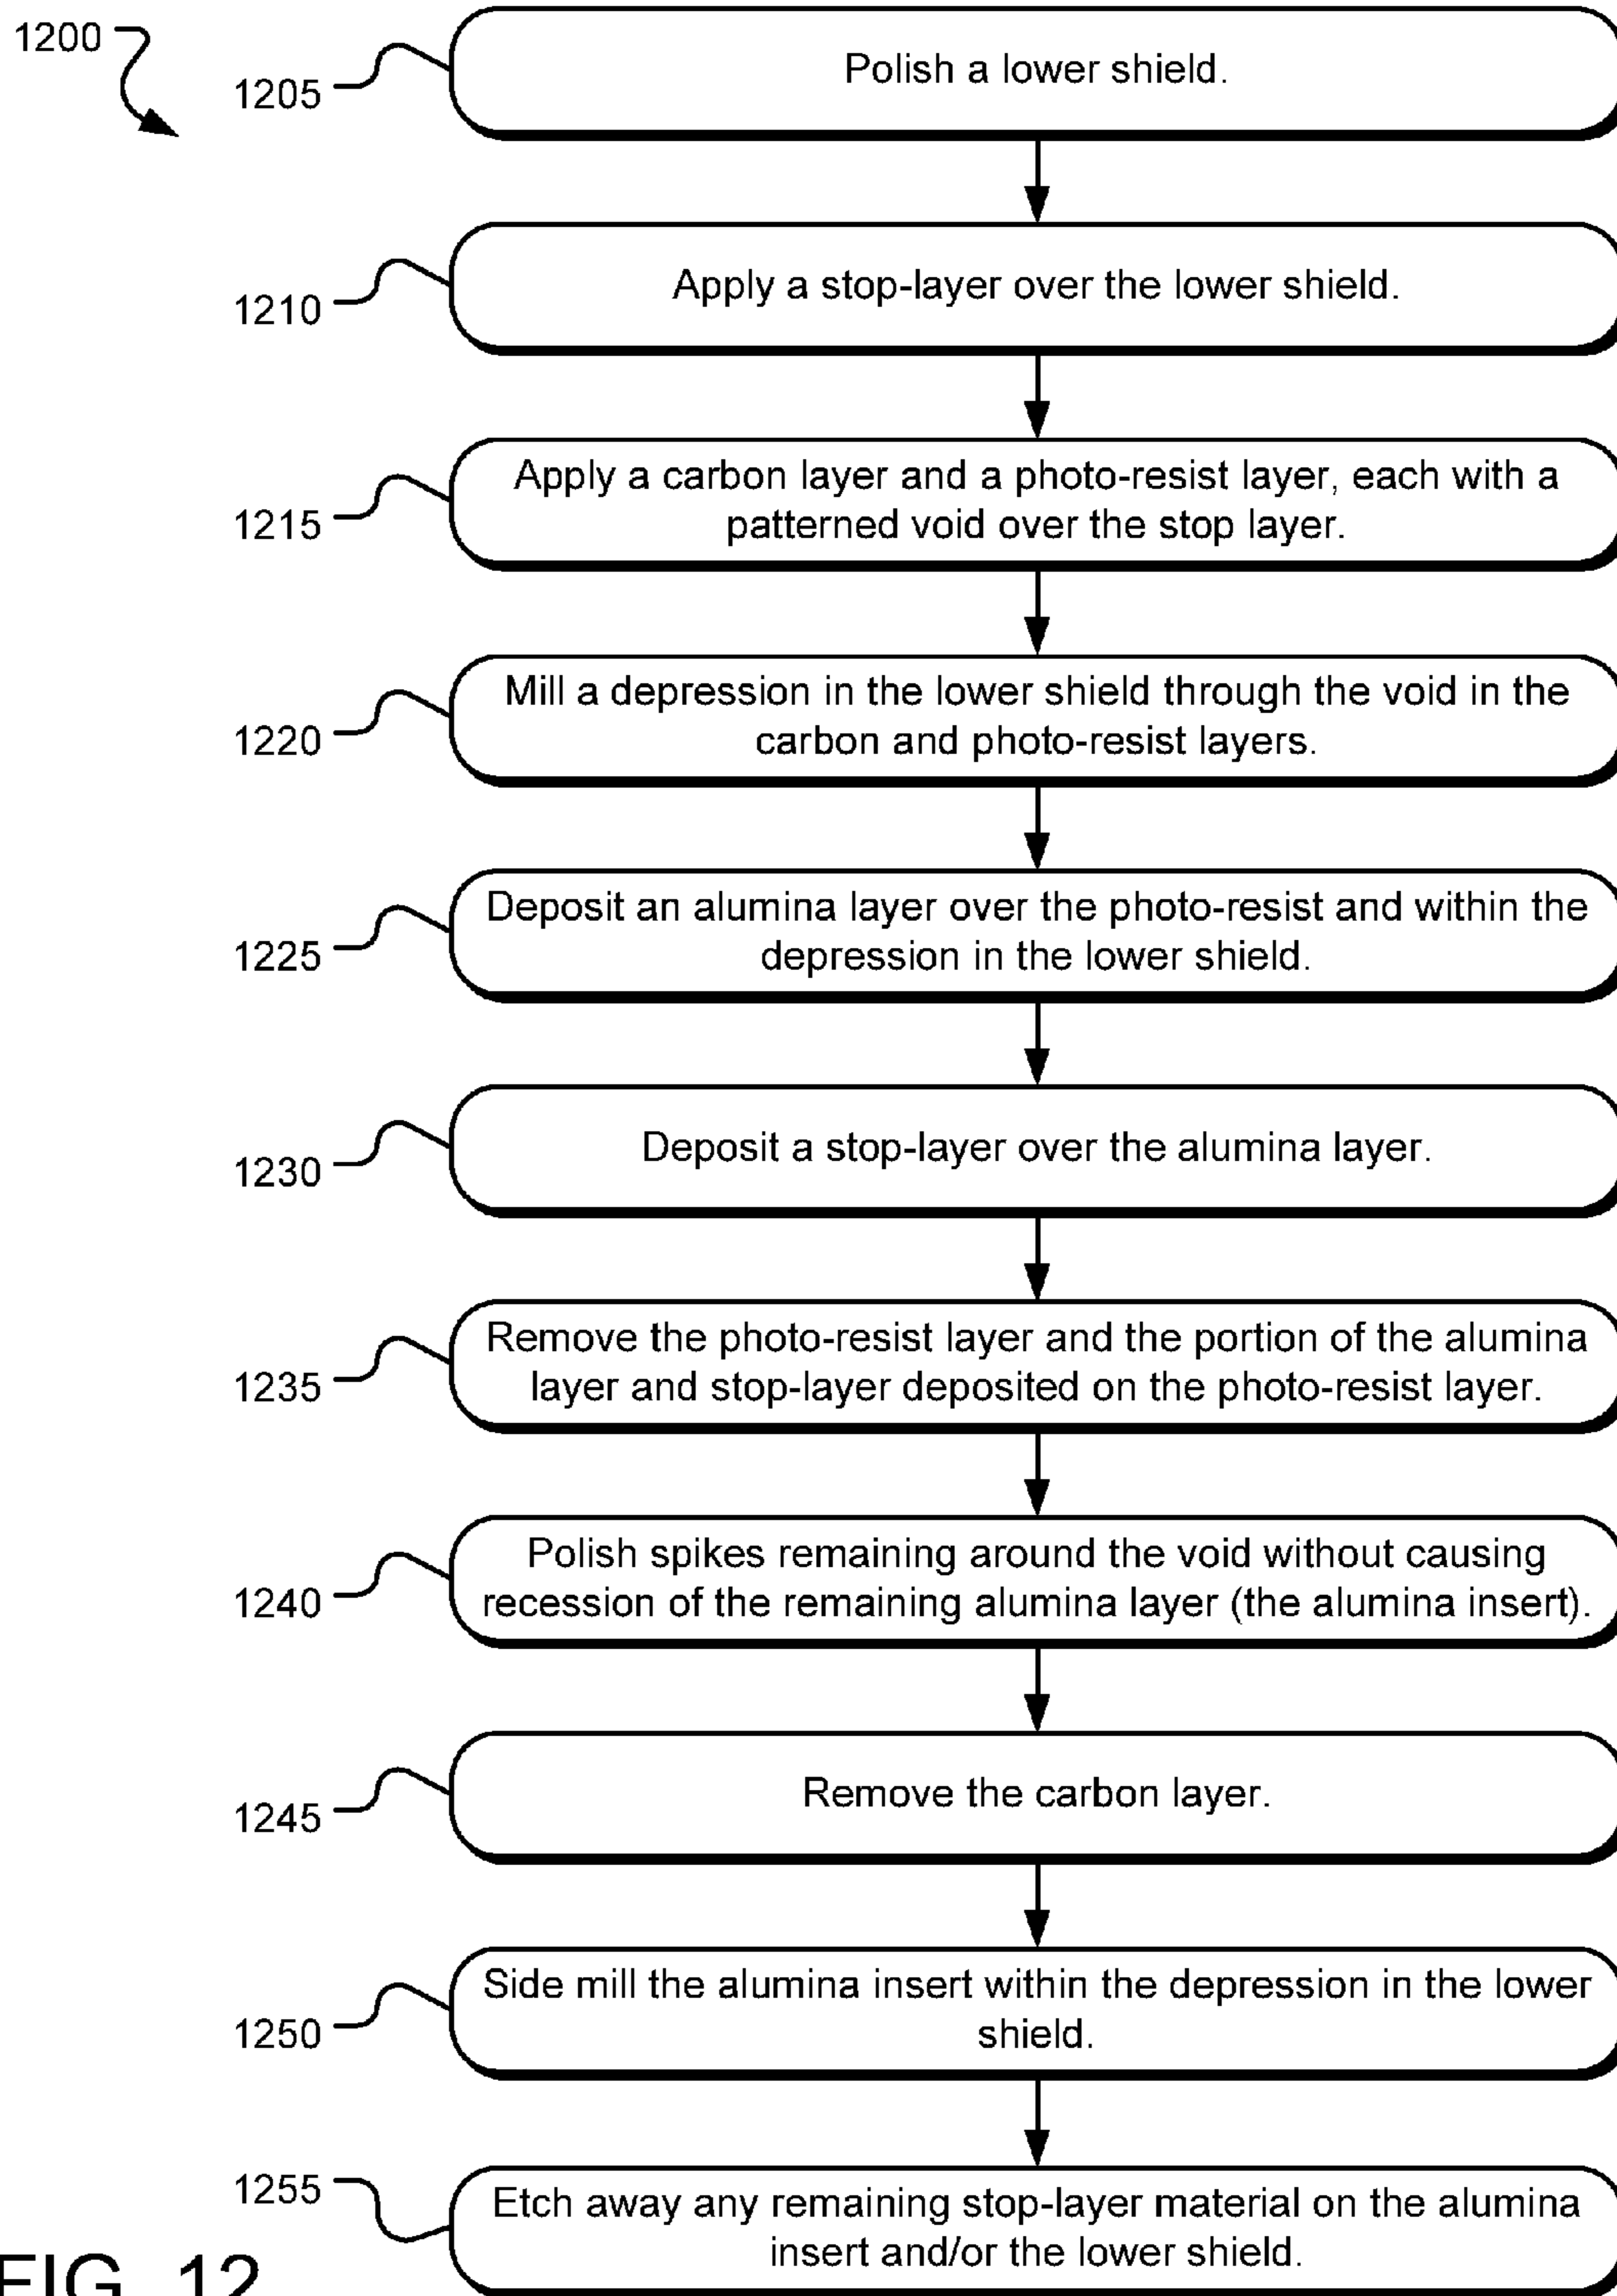 1200
1205
Polish a lower shield.
1210
Apply a stop-layer over the lower shield.
1215
Apply a carbon layer and a photo-resist layer, each with a
patterned void over the stop layer.
1220
Mill a depression in the lower shield through the void in the
carbon and photo-resist layers.
1225
Deposit an alumina layer over the photo-resist and within the
depression in the lower shield.
1230
Deposit a stop-layer over the alumina layer.
1235
Remove the photo-resist layer and the portion of the alumina
layer and stop-layer deposited on the photo-resist layer.
1240
Polish spikes remaining around the void without causing
recession of the remaining alumina layer (the alumina insert).
1245
Remove the carbon layer.
1250
Side mill the alumina insert within the depression in the lower
shield.
1255
Etch away any remaining stop-layer material on the alumina
insert and/or the lower shield.
FIG. 12